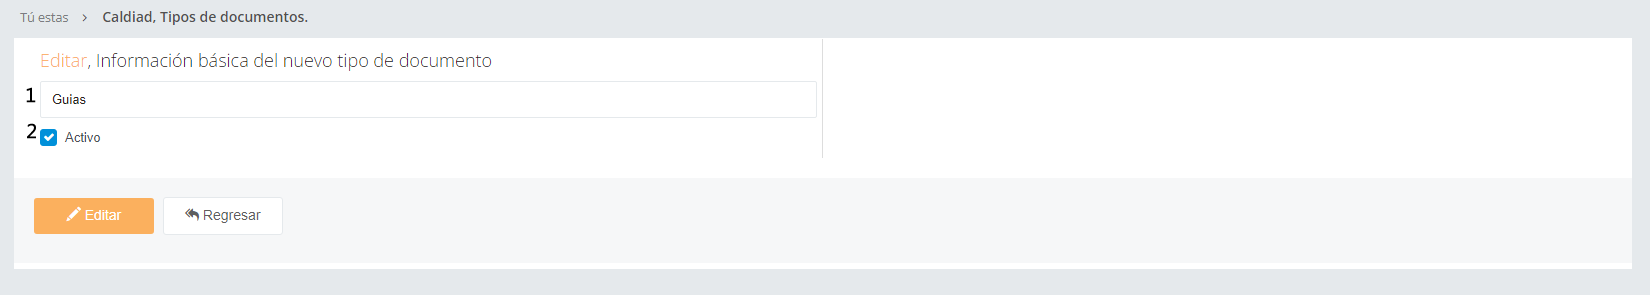 Tú estas > Caldiad, Tipos de documentos.
Editar, Información básica del nuevo tipo de documento
1 Guias
2 Activo
Editar Regresar